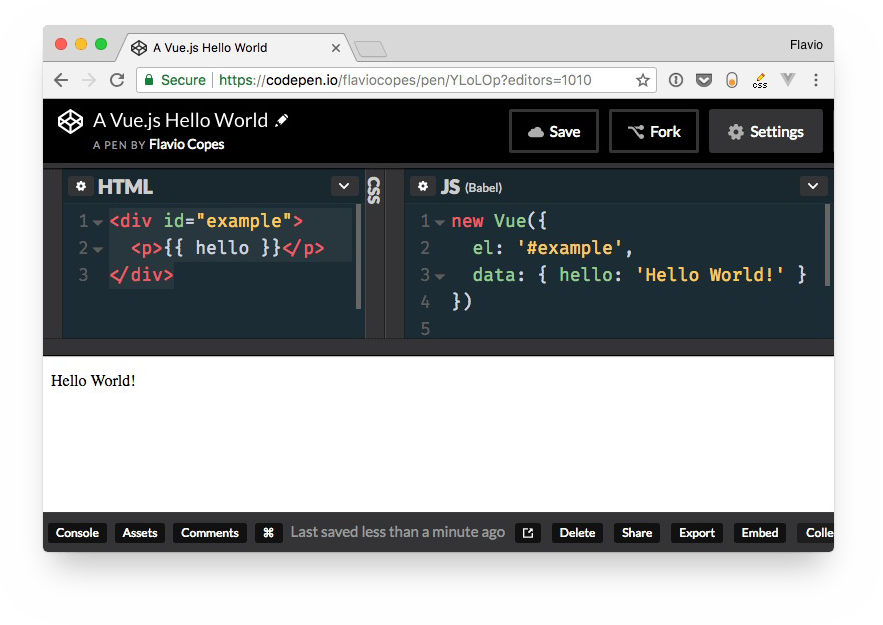 A Vue.js Hello World
Flavio
Secure https://codepen.io/flaviocopes/pen/YLoLOp?editors=1010
css
A Vue.js Hello World
A PEN BY Flavio Copes
Save
Fork
Settings
HTML
1 <div id="example">
2 <p>{{ hello }}</p>
3 </div>
CSS
JS (Babel)
1 new Vue({
2 el: '#example',
3 data: { hello: 'Hello World!' }
4 })
5
Hello World!
Console Assets Comments ⌘ Last saved less than a minute ago Delete Share Export Embed Colle